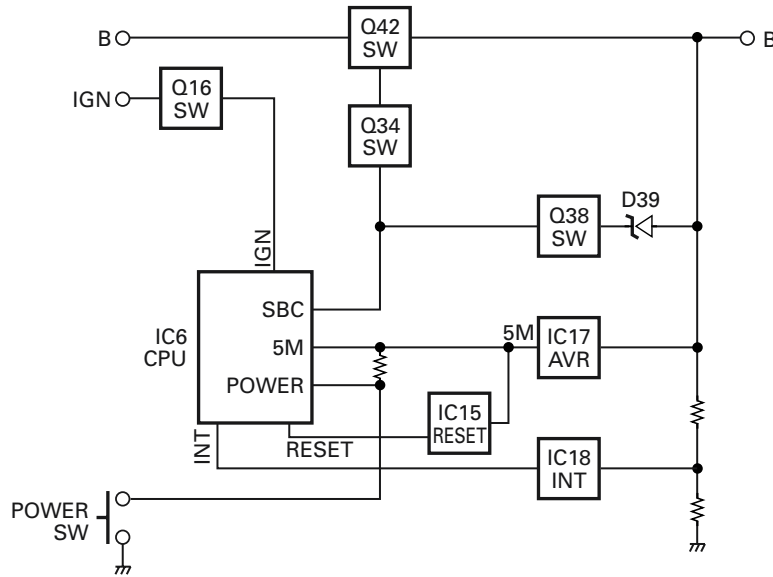 B
Q42
SW
B
IGN
Q16
SW
Q34
SW
D39
Q38
SW
IGN
SBC
IC6
CPU
5M
5M
IC17
AVR
POWER
IC15
RESET
INT
RESET
IC18
INT
POWER
SW